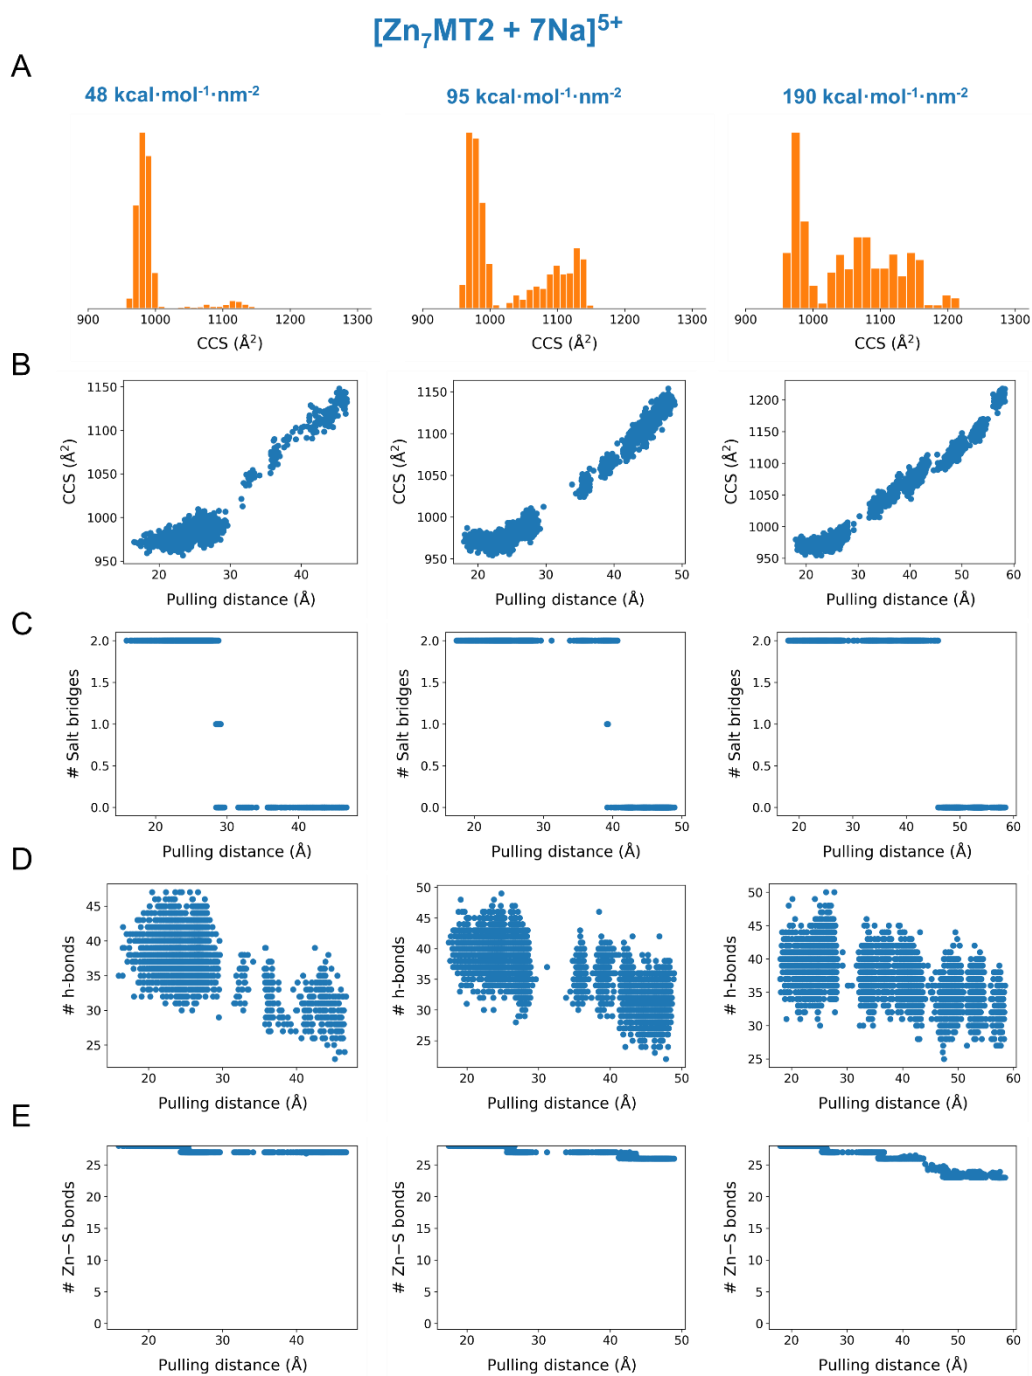 [Zn₇MT2 + 7Na]⁵⁺
A
48 kcal·mol⁻¹·nm⁻²
95 kcal·mol⁻¹·nm⁻²
190 kcal·mol⁻¹·nm⁻²
900 1000 1100 1200 1300
CCS (Å²)
900 1000 1100 1200 1300
CCS (Å²)
900 1000 1100 1200 1300
CCS (Å²)
B
CCS (Å²)
1150
1100
1050
1000
950
20 30 40
Pulling distance (Å)
CCS (Å²)
1150
1100
1050
1000
950
20 30 40 50
Pulling distance (Å)
CCS (Å²)
1200
1150
1100
1050
1000
950
20 30 40 50 60
Pulling distance (Å)
C
# Salt bridges
2.0
1.5
1.0
0.5
0.0
20 30 40
Pulling distance (Å)
# Salt bridges
2.0
1.5
1.0
0.5
0.0
20 30 40 50
Pulling distance (Å)
# Salt bridges
2.0
1.5
1.0
0.5
0.0
20 30 40 50 60
Pulling distance (Å)
D
# h-bonds
45
40
35
30
25
20 30 40
Pulling distance (Å)
# h-bonds
50
45
40
35
30
25
20 30 40 50
Pulling distance (Å)
# h-bonds
50
45
40
35
30
25
20 30 40 50 60
Pulling distance (Å)
E
# Zn−S bonds
25
20
15
10
5
0
20 30 40
Pulling distance (Å)
# Zn−S bonds
25
20
15
10
5
0
20 30 40 50
Pulling distance (Å)
# Zn−S bonds
25
20
15
10
5
0
20 30 40 50 60
Pulling distance (Å)